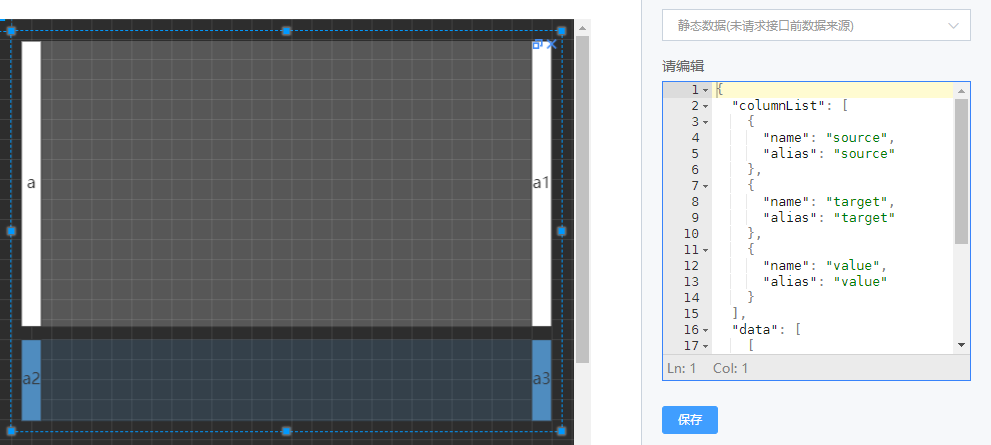 a
a1
a2
a3
静态数据(未请求接口前数据来源)
请编辑
1 {
2 "columnList": [
3 {
4 "name": "source",
5 "alias": "source"
6 },
7 {
8 "name": "target",
9 "alias": "target"
10 },
11 {
12 "name": "value",
13 "alias": "value"
14 }
15 ],
16 "data": [
17 [
Ln: 1 Col: 1
保存